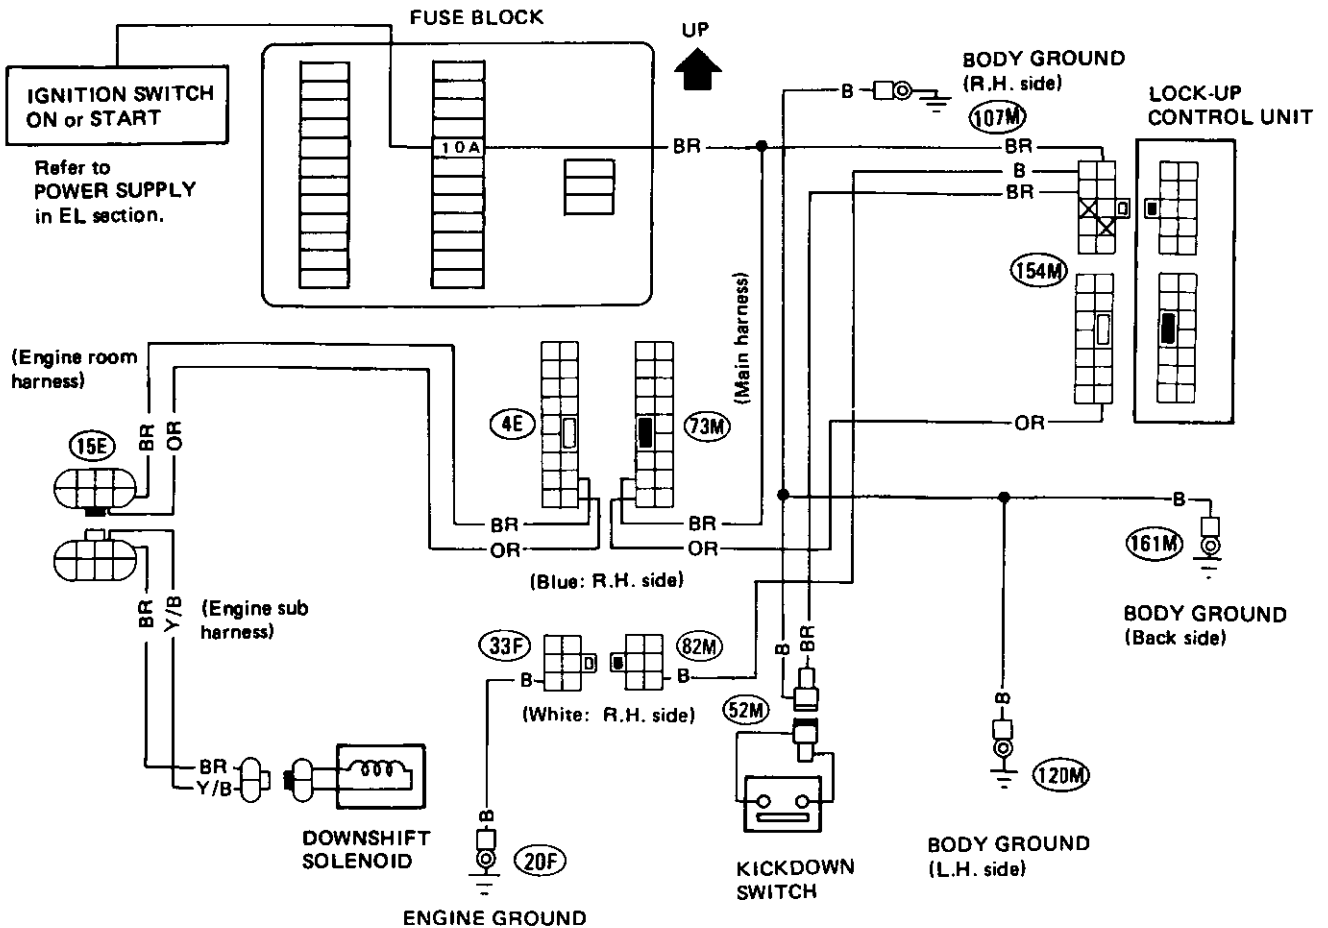 FUSE BLOCK
UP
IGNITION SWITCH
ON or START
Refer to
POWER SUPPLY
in EL section.
10A
BR
B
BODY GROUND
(R.H. side)
107M
LOCK-UP
CONTROL UNIT
BR
B
BR
154M
(Main harness)
(Engine room
harness)
BR
OR
15E
4E
73M
OR
BR
OR
BR
OR
(Blue: R.H. side)
B
161M
BODY GROUND
(Back side)
BR
Y/B
(Engine sub
harness)
33F
82M
B
B
(White: R.H. side)
B
BR
52M
B
120M
BODY GROUND
(L.H. side)
BR
Y/B
DOWNSHIFT
SOLENOID
B
20F
ENGINE GROUND
KICKDOWN
SWITCH